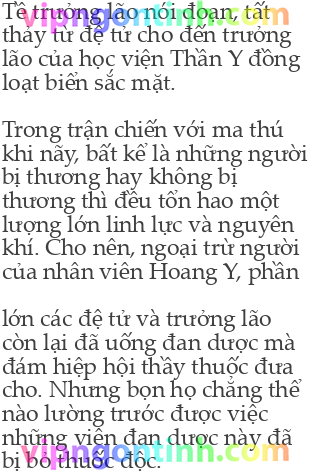 Tề trưởng lão nói đoạn, tất
thảy từ đệ tử cho đến trưởng
lão của học viện Thần Y đồng
loạt biến sắc mặt.
Trong trận chiến với ma thú
khi nãy, bất kể là những người
bị thương hay không bị
thương thì đều tổn hao một
lượng lớn linh lực và nguyên
khí. Cho nên, ngoại trừ người
của nhân viên Hoang Y, phần
lớn các đệ tử và trưởng lão
còn lại đã uống đan dược mà
đám hiệp hội thầy thuốc đưa
cho. Nhưng bọn họ chẳng thể
nào lường trước được việc
những viên đan dược này đã
bị bỏ thuốc độc.
vipngontinh.com
vipngontinh.com